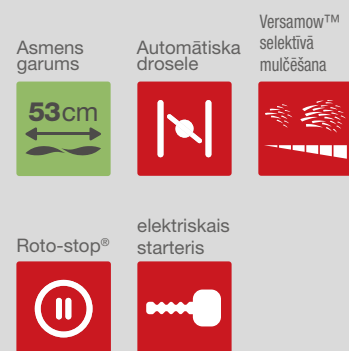 Asmens
garums
53cm
Automātiska
drosele
Versamow™
selektīvā
mulčēšana
Roto-stop®
elektriskais
starteris